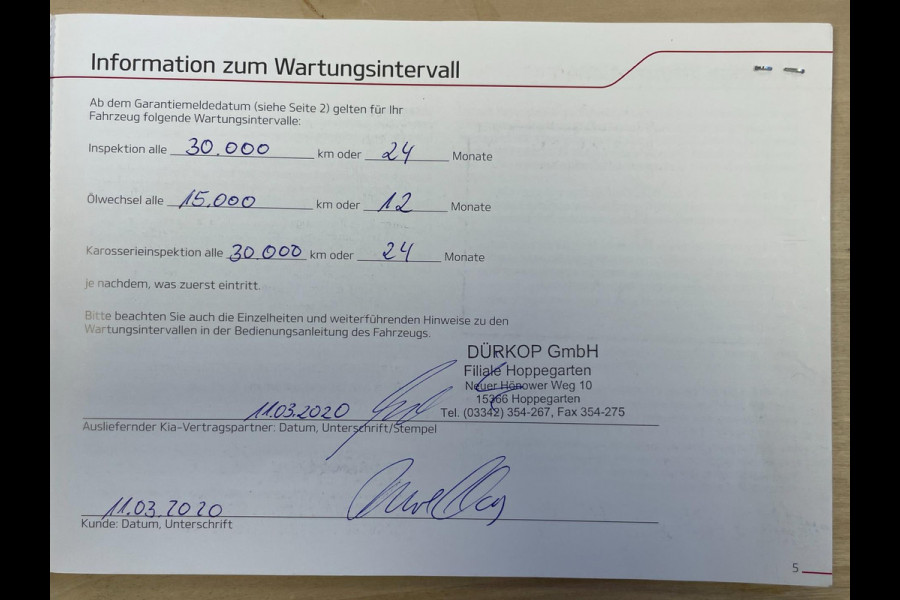 Information zum Wartungsintervall
Ab dem Garantiemeldedatum (siehe Seite 2) gelten für Ihr
Fahrzeug folgende Wartungsintervalle:
Inspektion alle 30.000 km oder 24 Monate
Ölwechsel alle 15.000 km oder 12 Monate
Karosserieinspektion alle 30.000 km oder 24 Monate
je nachdem, was zuerst eintritt.
Bitte beachten Sie auch die Einzelheiten und weiterführenden Hinweise zu den
Wartungsintervallen in der Bedienungsanleitung des Fahrzeugs.
DÜRKOP GmbH
Filiale Hoppegarten
Neuer Hönower Weg 10
15366 Hoppegarten
Tel. (03342) 354-267, Fax 354-275
11.03.2020
Ausliefernder Kia-Vertragspartner: Datum, Unterschrift/Stempel
11.03.2020
Kunde: Datum, Unterschrift
5